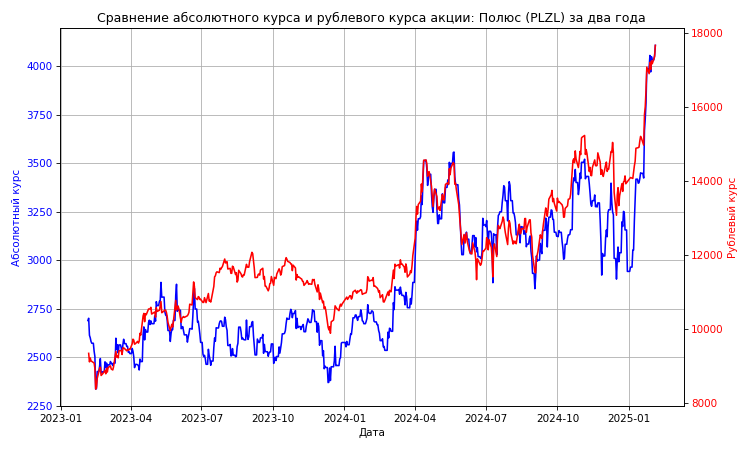 Сравнение абсолютного курса и рублевого курса акции: Полюс (PLZL) за два года
Абсолютный курс
4000
3750
3500
3250
3000
2750
2500
2250
2023-01 2023-04 2023-07 2023-10 2024-01 2024-04 2024-07 2024-10 2025-01
Дата
18000
16000
14000
12000
10000
8000
Рублевый курс